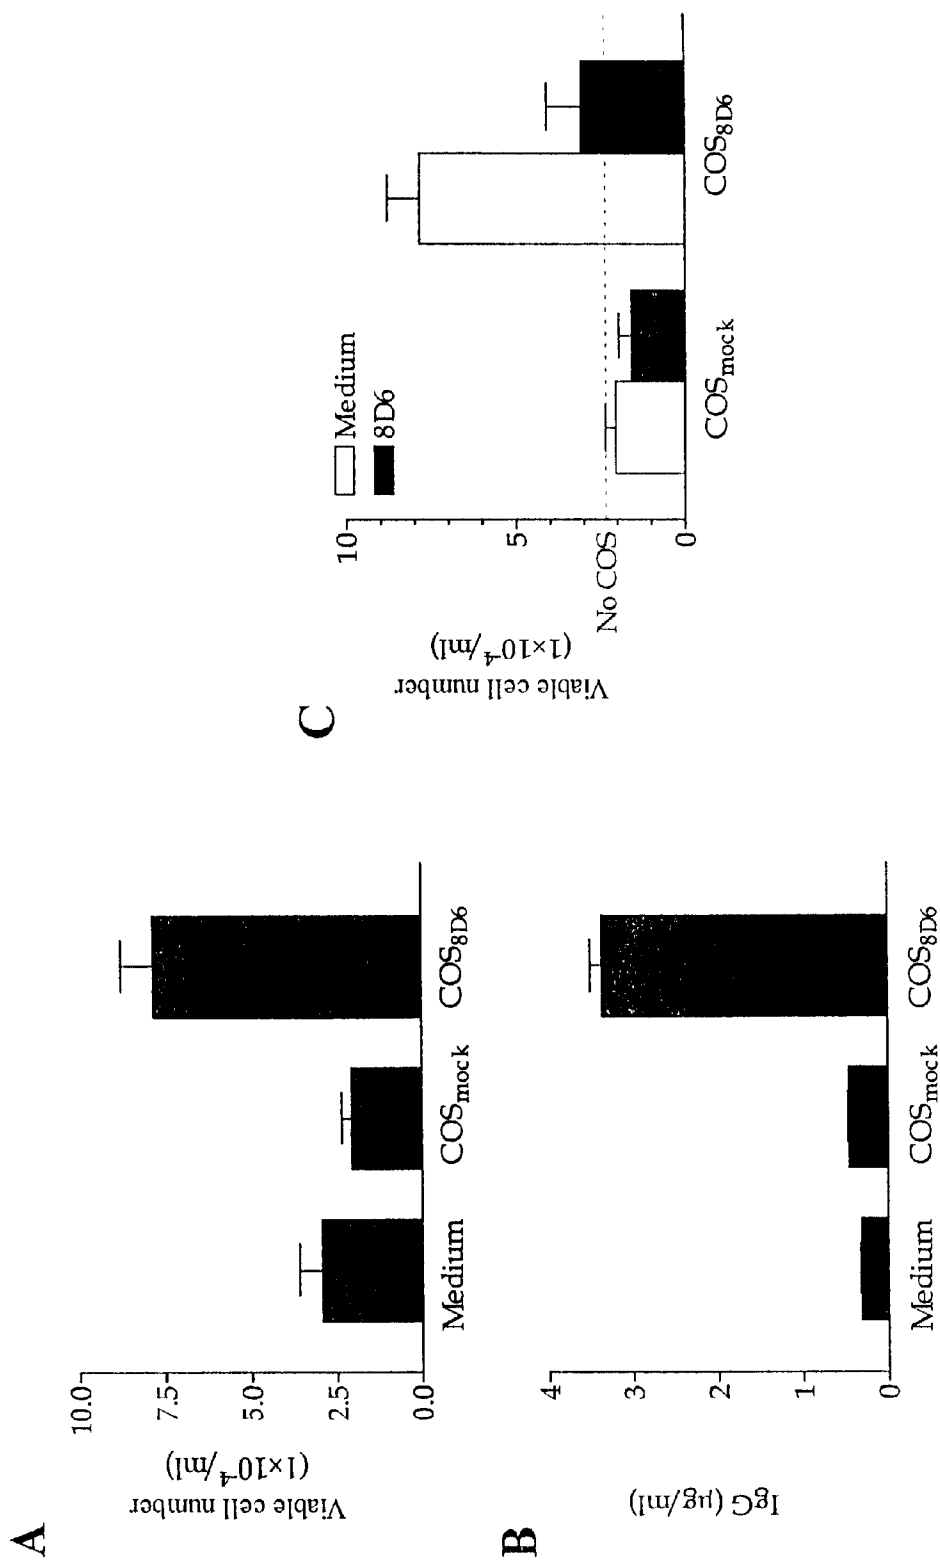 A
Viable cell number
(1×10⁻⁴/ml)
10.0
7.5
5.0
2.5
0.0
Medium
COSmock
COS8D6
B
IgG (µg/ml)
4
3
2
1
0
Medium
COSmock
COS8D6
C
Viable cell number
(1×10⁻⁴/ml)
10
5
No COS
0
Medium
8D6
COSmock
COS8D6